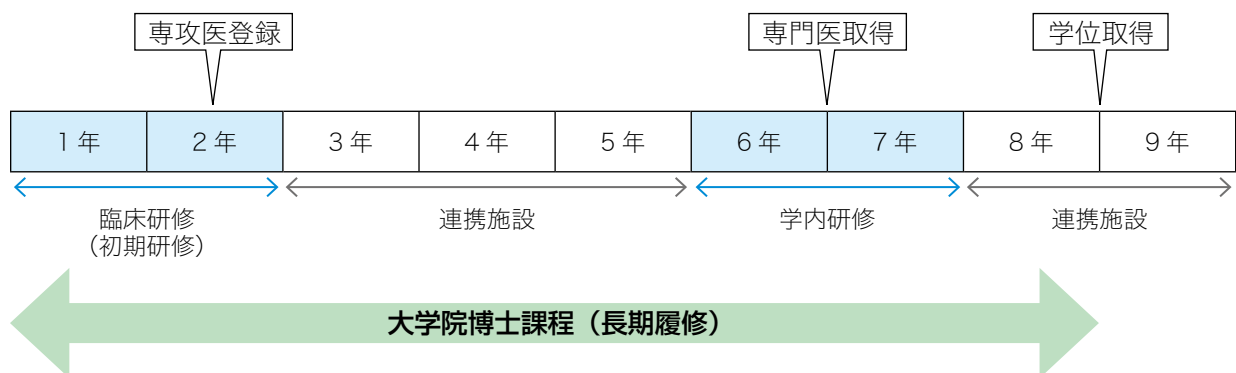 専攻医登録
専門医取得
学位取得
1 年
2 年
3 年
4 年
5 年
6 年
7 年
8 年
9 年
臨床研修
（初期研修）
連携施設
学内研修
連携施設
大学院博士課程（長期履修）